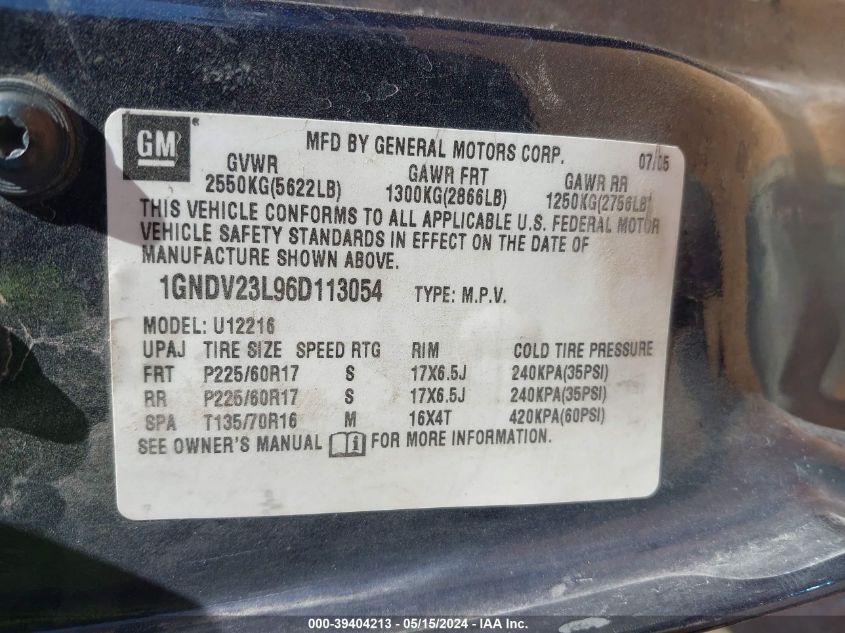 GM
MFD BY GENERAL MOTORS CORP. 07/05
GVWR GAWR FRT GAWR RR
2550KG(5622LB) 1300KG(2866LB) 1250KG(2756LB)
THIS VEHICLE CONFORMS TO ALL APPLICABLE U.S. FEDERAL MOTOR
VEHICLE SAFETY STANDARDS IN EFFECT ON THE DATE OF
MANUFACTURE SHOWN ABOVE.
1GNDV23L96D113054 TYPE: M.P.V.
MODEL: U12216
UPAJ TIRE SIZE SPEED RTG RIM COLD TIRE PRESSURE
FRT P225/60R17 S 17X6.5J 240KPA(35PSI)
RR P225/60R17 S 17X6.5J 240KPA(35PSI)
SPA T135/70R16 M 16X4T 420KPA(60PSI)
SEE OWNER'S MANUAL i FOR MORE INFORMATION.
000-39404213 - 05/15/2024 - IAA Inc.